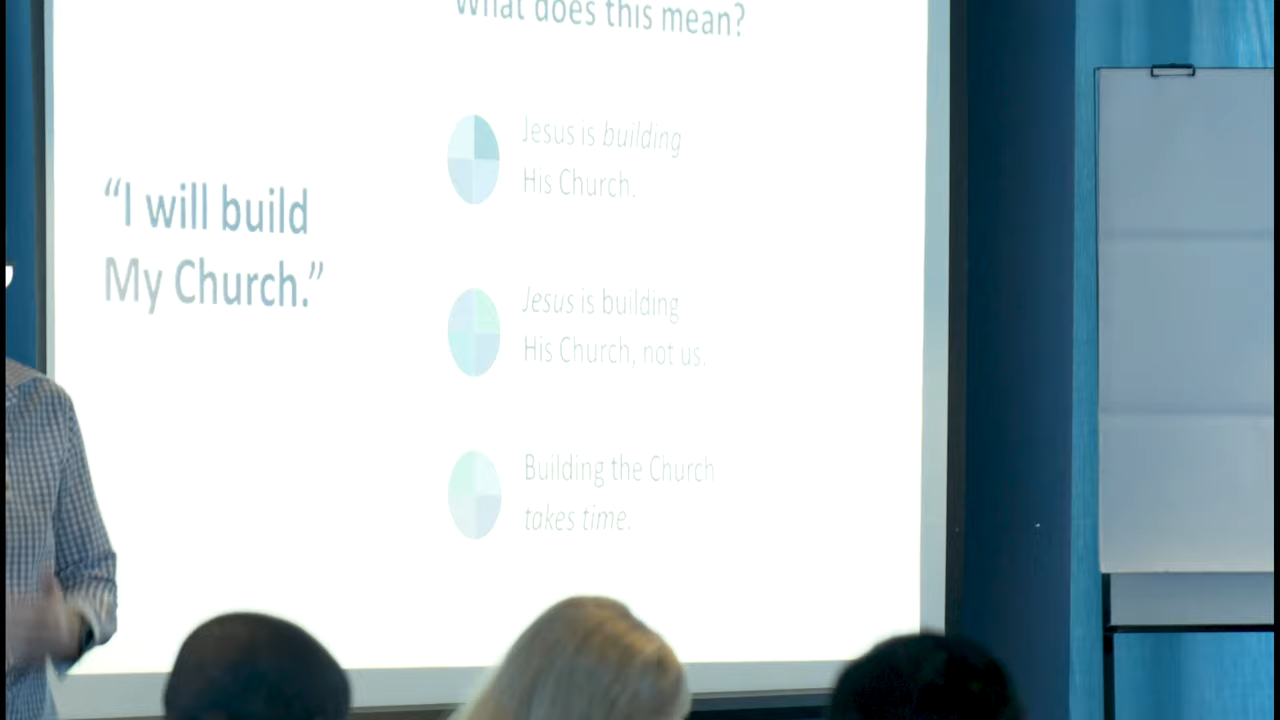 What does this mean?
“I will build
My Church.”
Jesus is building
His Church.
Jesus is building
His Church, not us.
Building the Church
takes time.